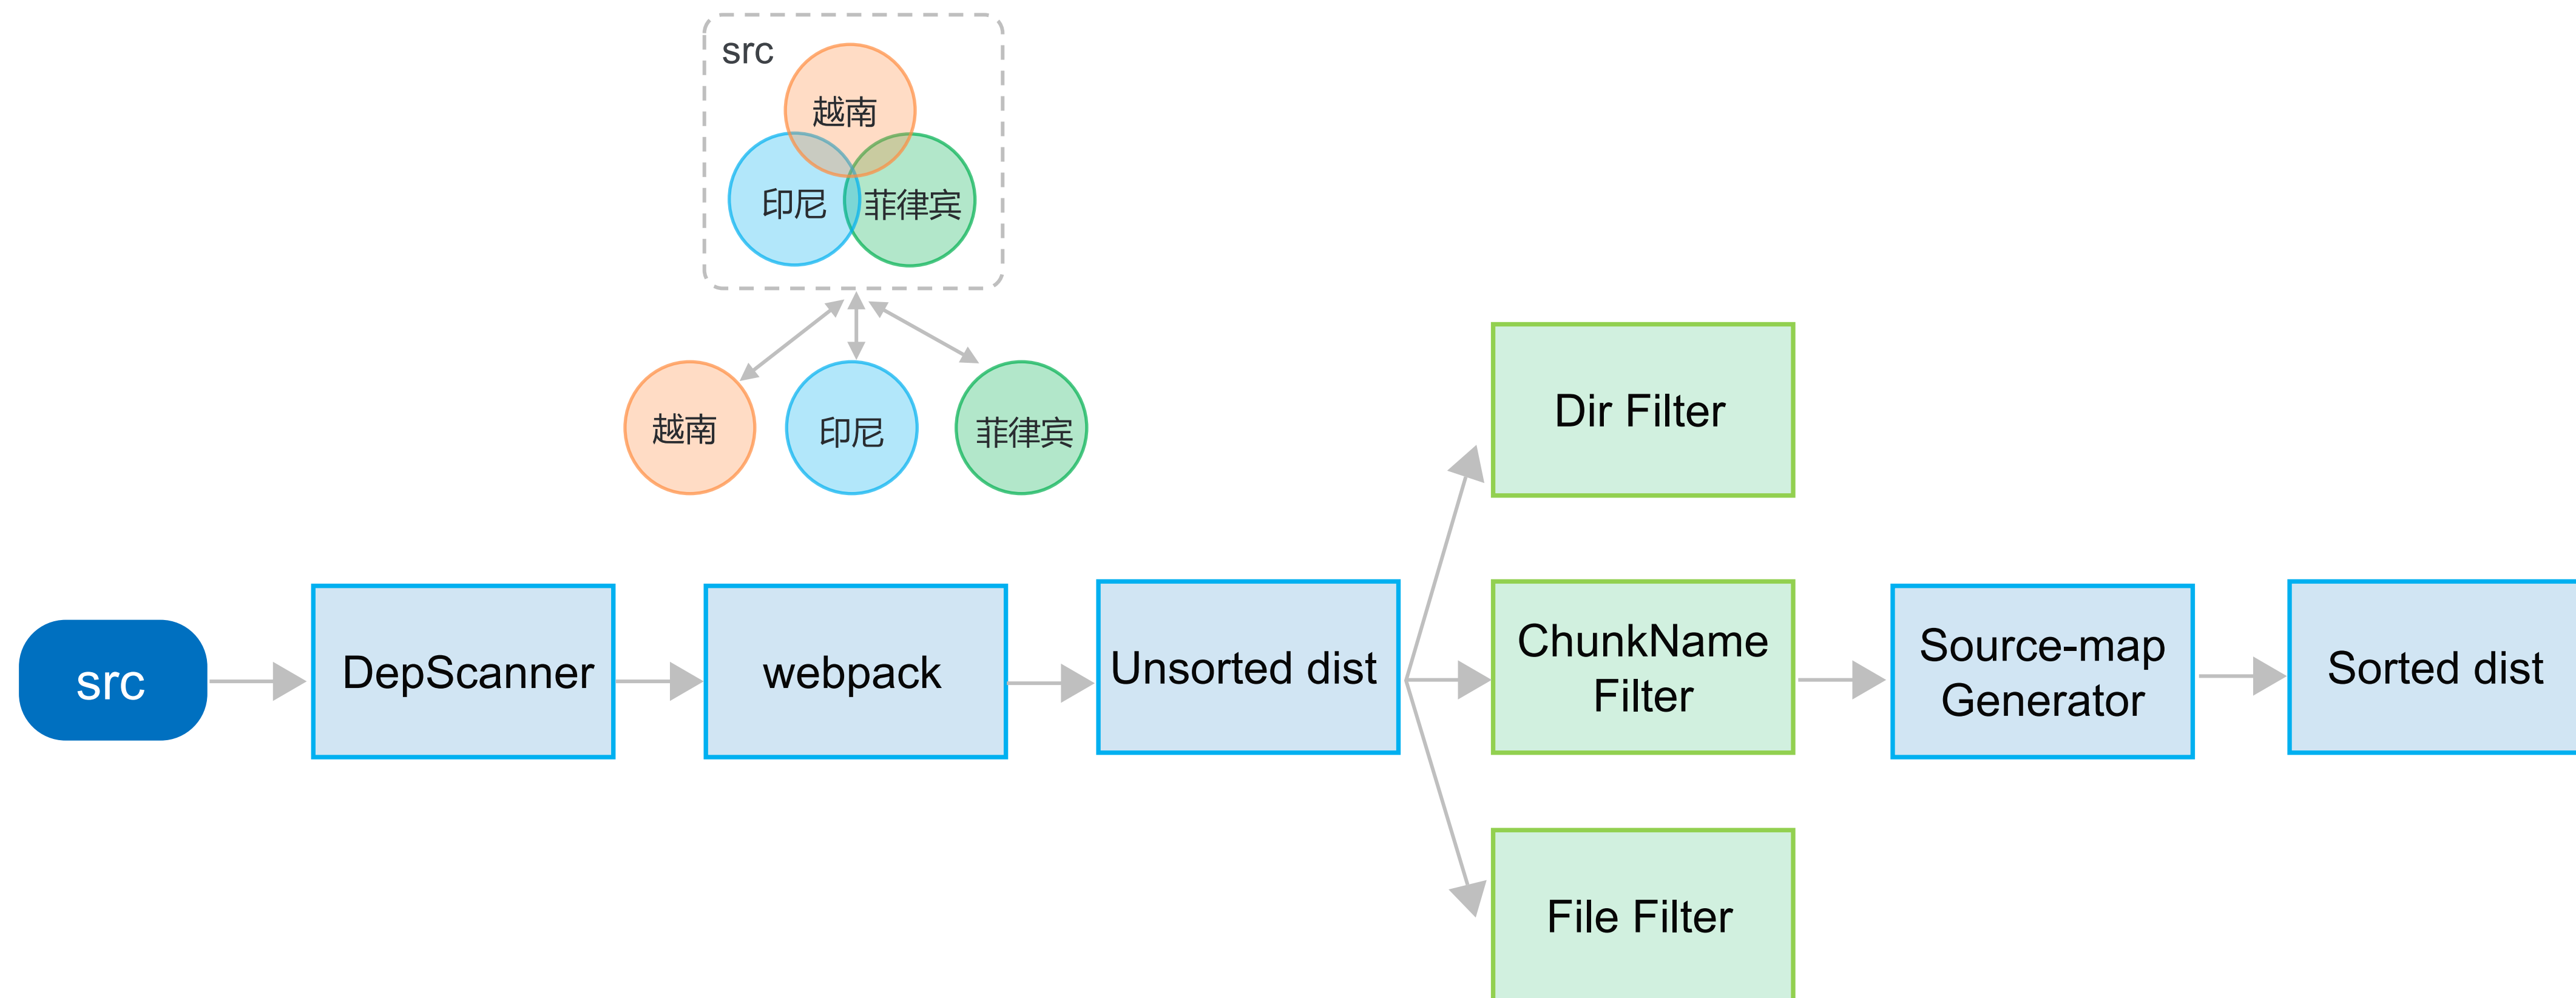 src
越南
印尼
菲律宾
越南
印尼
菲律宾
src
DepScanner
webpack
Unsorted dist
Dir Filter
ChunkName
Filter
File Filter
Source-map
Generator
Sorted dist